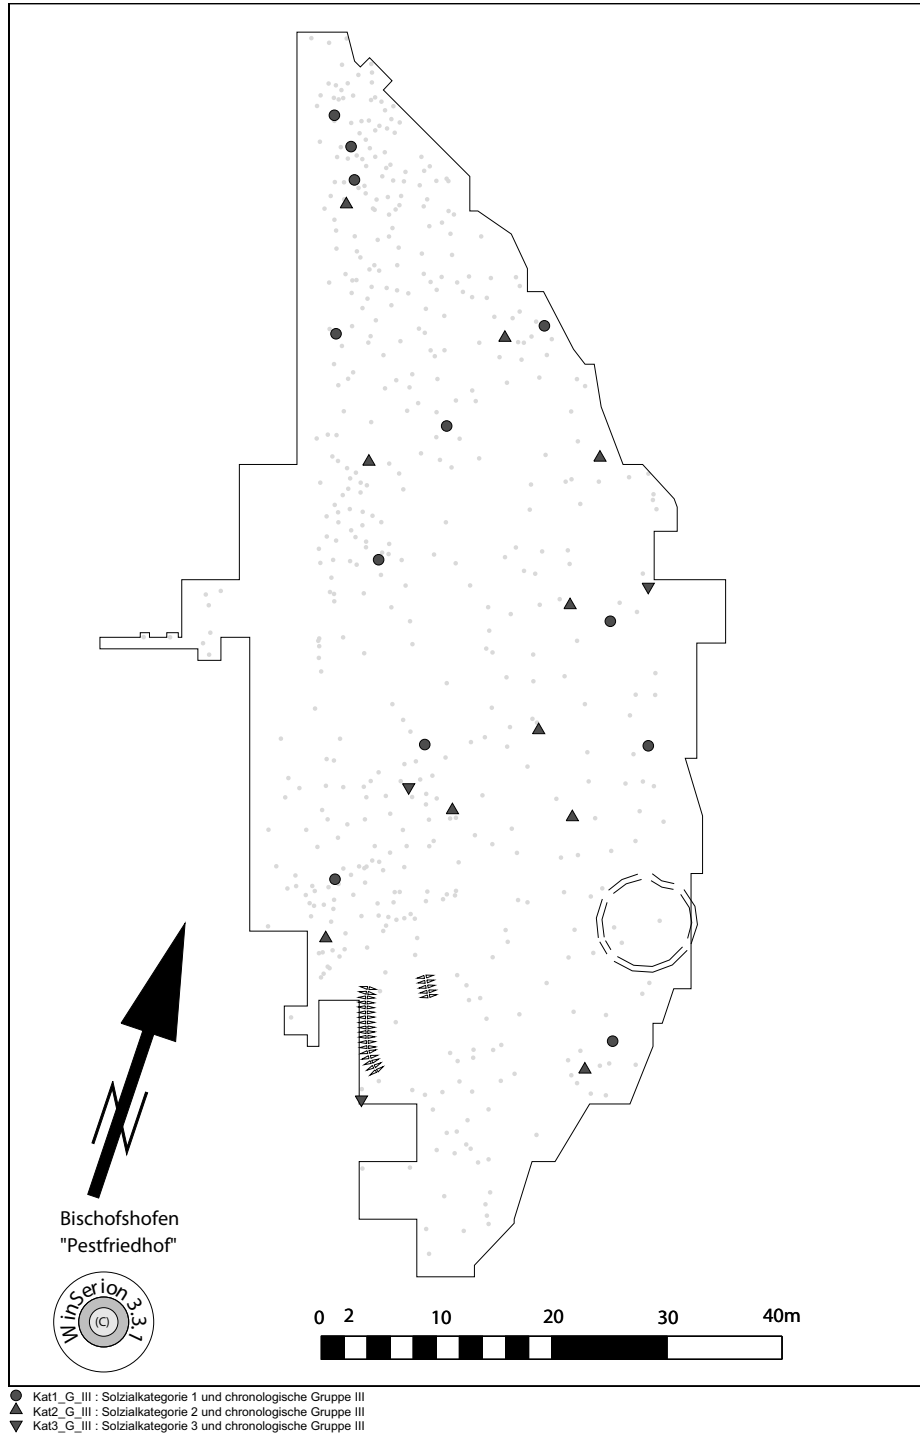 Bischofshofen
"Pestfriedhof"
WinSerion 3.3.1
(C)
0 2 10 20 30 40m
Kat1_G_III : Solzialkategorie 1 und chronologische Gruppe III
Kat2_G_III : Solzialkategorie 2 und chronologische Gruppe III
Kat3_G_III : Solzialkategorie 3 und chronologische Gruppe III